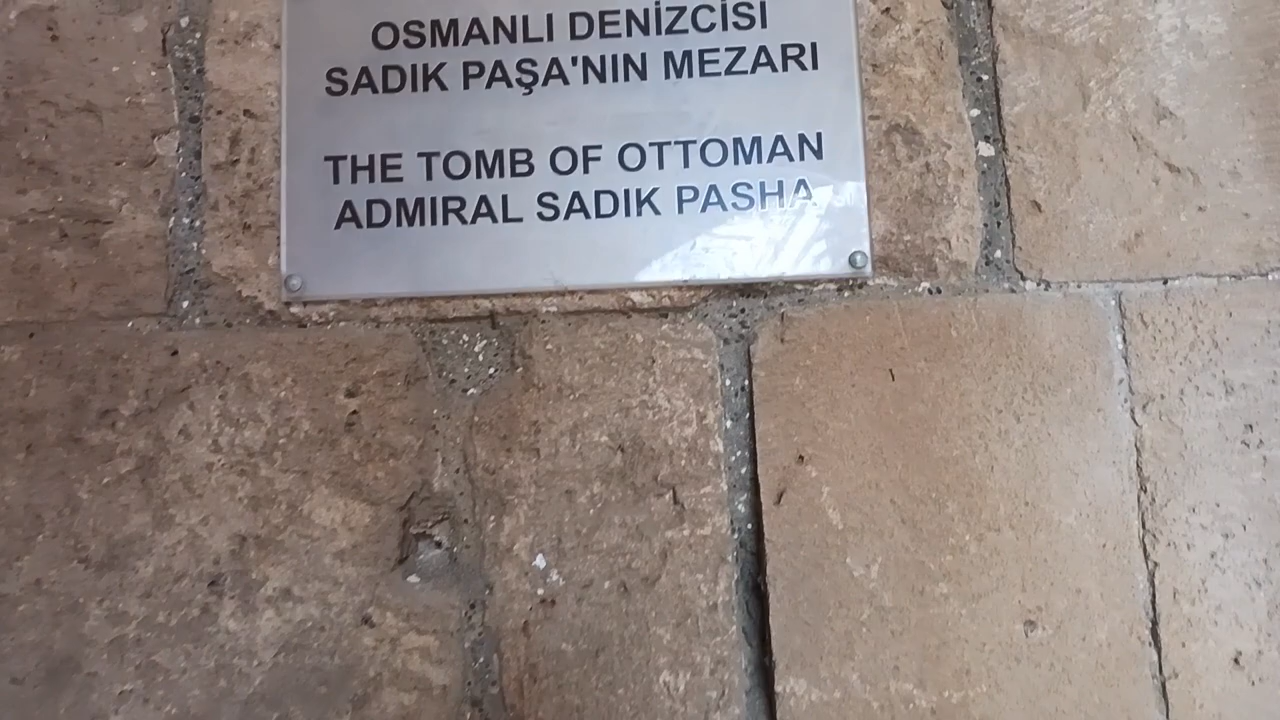 OSMANLI DENİZCİSİ
SADIK PAŞA'NIN MEZARI
THE TOMB OF OTTOMAN
ADMIRAL SADIK PASHA